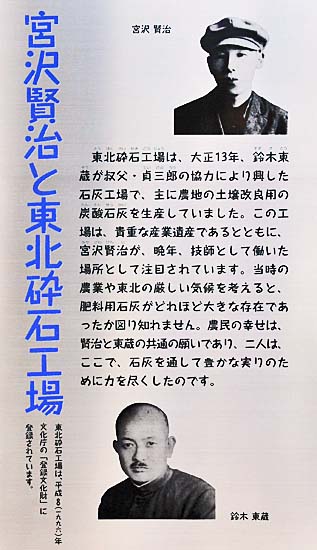 宮沢賢治と東北砕石工場
宮沢 賢治
東北砕石工場は、大正13年、鈴木東
蔵が叔父・貞三郎の協力により興した
石灰工場で、主に農地の土壌改良用の
炭酸石灰を生産していました。この工
場は、貴重な産業遺産であるとともに、
宮沢賢治が、晩年、技師として働いた
場所として注目されています。当時の
農業や東北の厳しい気候を考えると、
肥料用石灰がどれほど大きな存在であ
ったか図り知れません。農民の幸せは、
賢治と東蔵の共通の願いであり、二人は、
ここで、石灰を通して豊かな実りのた
めに力を尽くしたのです。
東北砕石工場は、平成8(一九九六)年
文化庁の「登録文化財」に
登録されています。
鈴木 東蔵